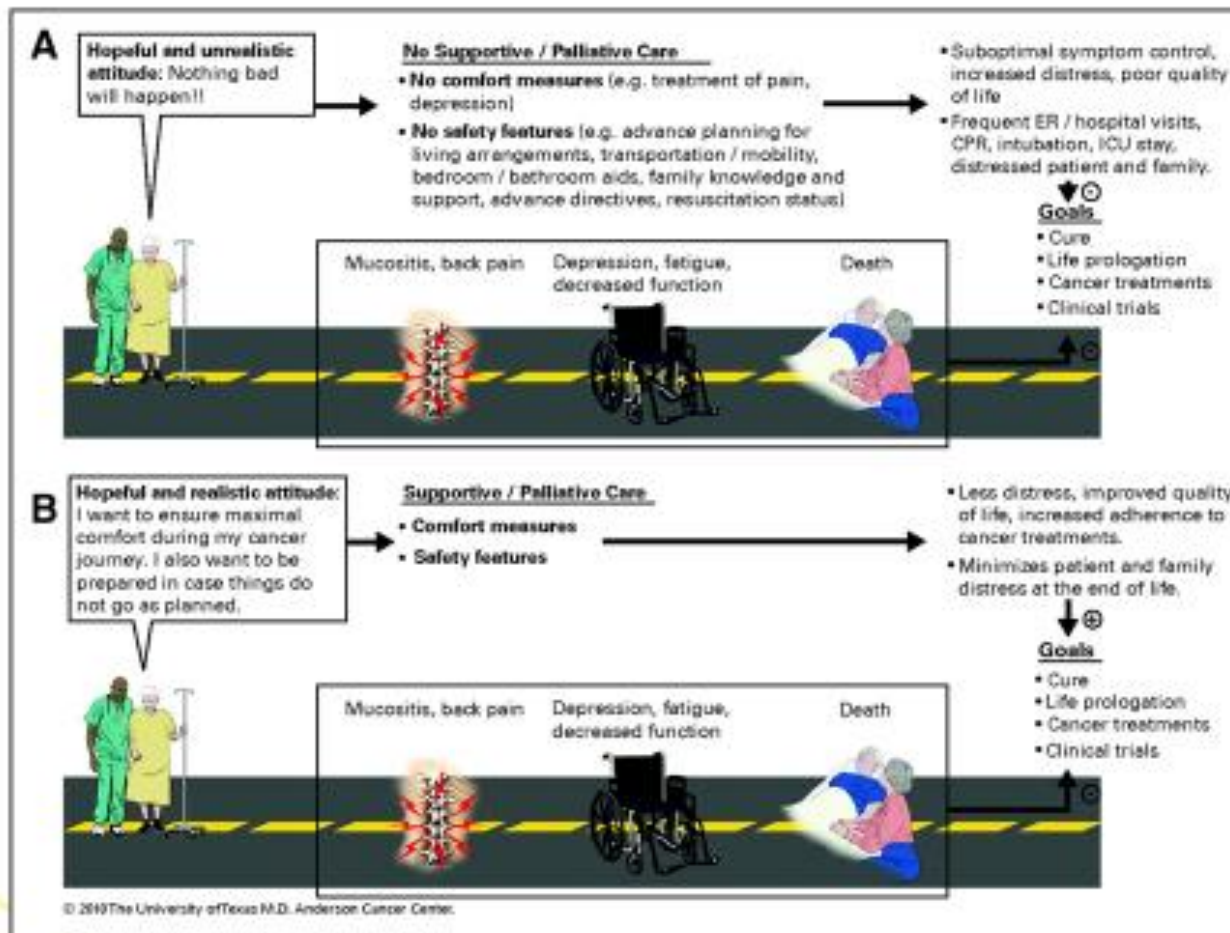 A
Hopeful and unrealistic
attitude: Nothing bad
will happen!!
No Supportive / Palliative Care
• No comfort measures (e.g. treatment of pain,
depression)
• No safety features (e.g. advance planning for
living arrangements, transportation / mobility,
bedroom / bathroom aids, family knowledge and
support, advance directives, resuscitation status)
• Suboptimal symptom control,
increased distress, poor quality
of life
• Frequent ER / hospital visits,
CPR, intubation, ICU stay,
distressed patient and family.
-
Goals
• Cure
• Life prologation
• Cancer treatments
• Clinical trials
Mucositis, back pain
Depression, fatigue,
decreased function
Death
-
B
Hopeful and realistic attitude:
I want to ensure maximal
comfort during my cancer
journey. I also want to be
prepared in case things do
not go as planned.
Supportive / Palliative Care
• Comfort measures
• Safety features
• Less distress, improved quality
of life, increased adherence to
cancer treatments.
• Minimizes patient and family
distress at the end of life.
+
Goals
• Cure
• Life prologation
• Cancer treatments
• Clinical trials
Mucositis, back pain
Depression, fatigue,
decreased function
Death
-
© 2010 The University of Texas M.D. Anderson Cancer Center.